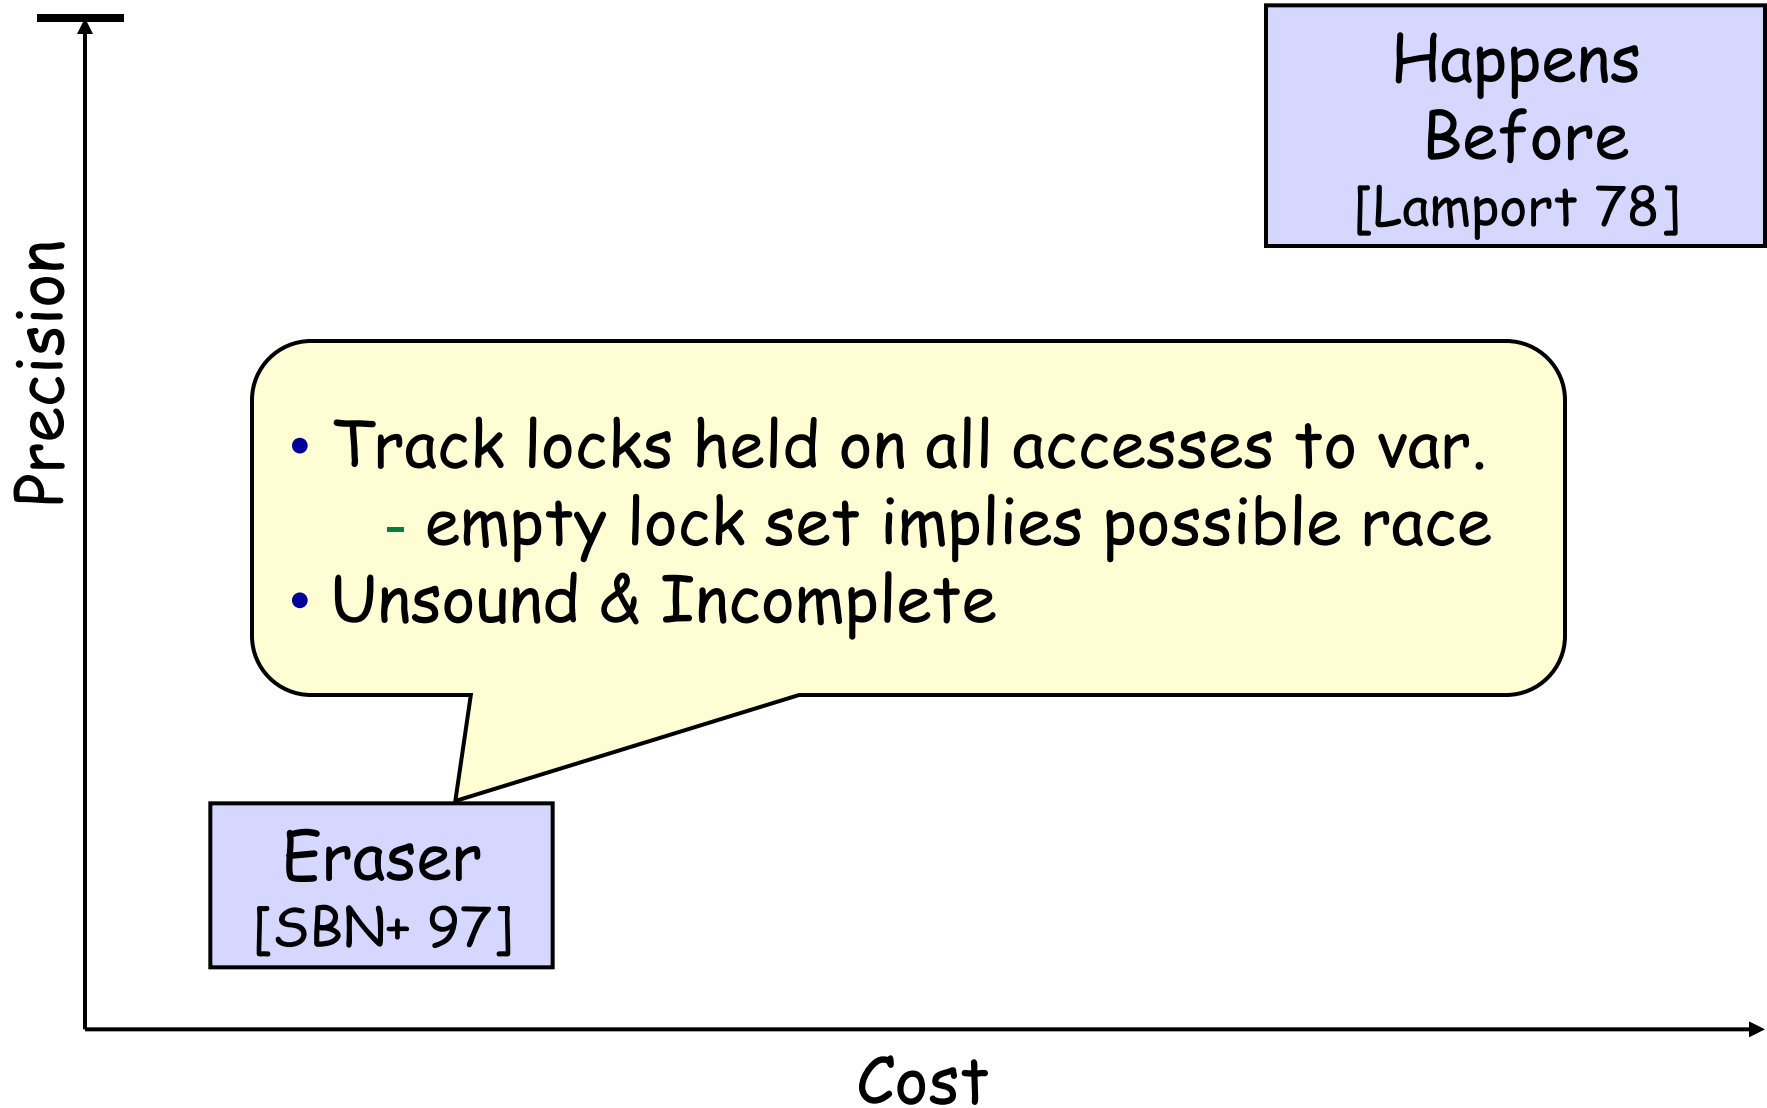 Happens
Before
[Lamport 78]
Precision
• Track locks held on all accesses to var.
- empty lock set implies possible race
• Unsound & Incomplete
Eraser
[SBN+ 97]
Cost